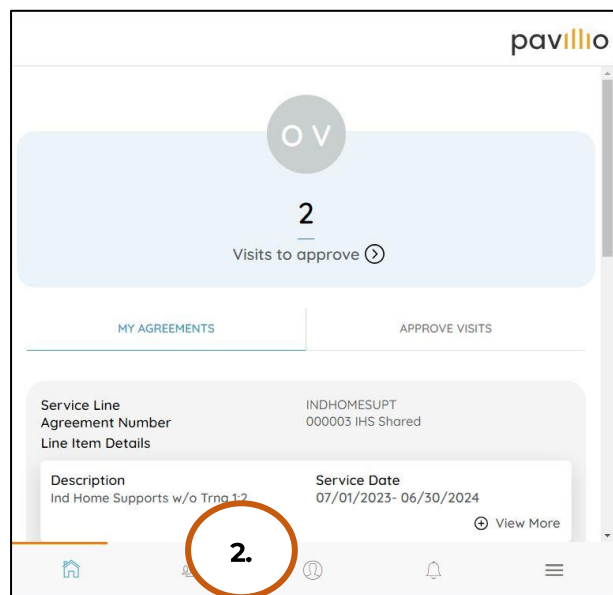 pavillio
O V
2
Visits to approve
MY AGREEMENTS APPROVE VISITS
Service Line INDHOMESUPT
Agreement Number 000003 IHS Shared
Line Item Details
Description Service Date
Ind Home Supports w/o Trng 1:2 07/01/2023- 06/30/2024
View More
2.